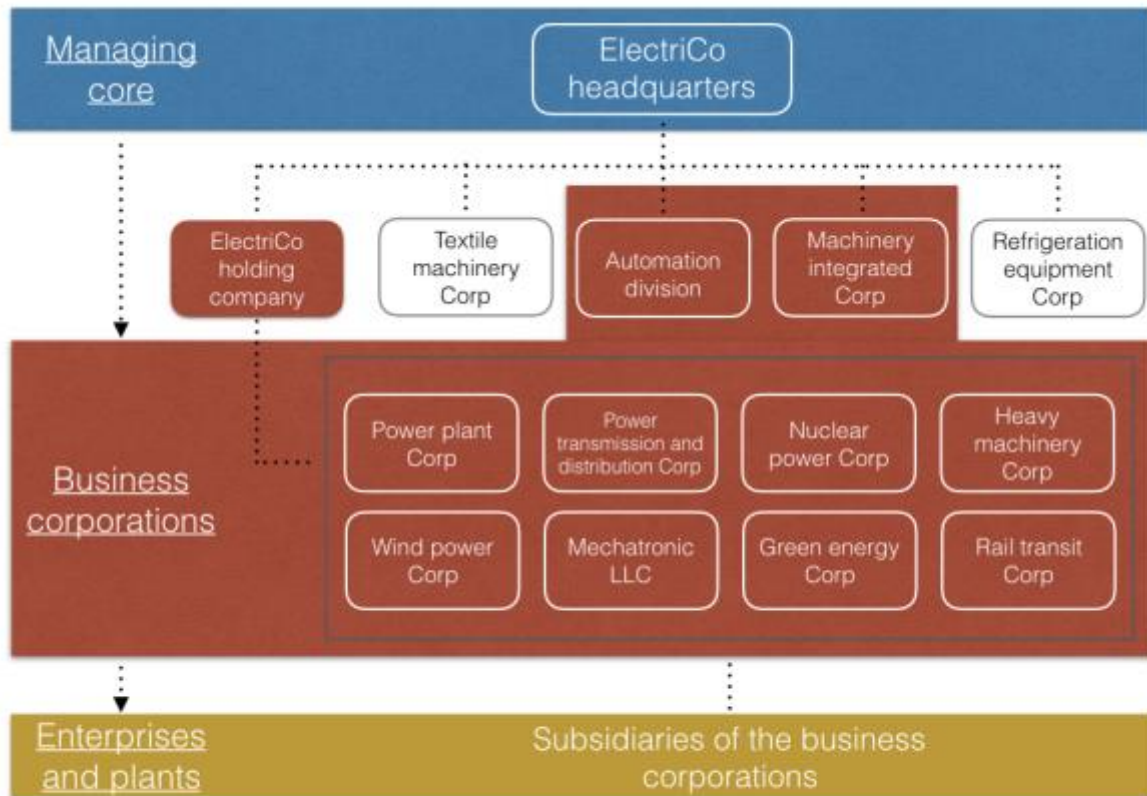 Managing
core
ElectriCo
headquarters
ElectriCo
holding
company
Textile
machinery
Corp
Automation
division
Machinery
integrated
Corp
Refrigeration
equipment
Corp
Business
corporations
Power plant
Corp
Power
transmission and
distribution Corp
Nuclear
power Corp
Heavy
machinery
Corp
Wind power
Corp
Mechatronic
LLC
Green energy
Corp
Rail transit
Corp
Enterprises
and plants
Subsidiaries of the business
corporations